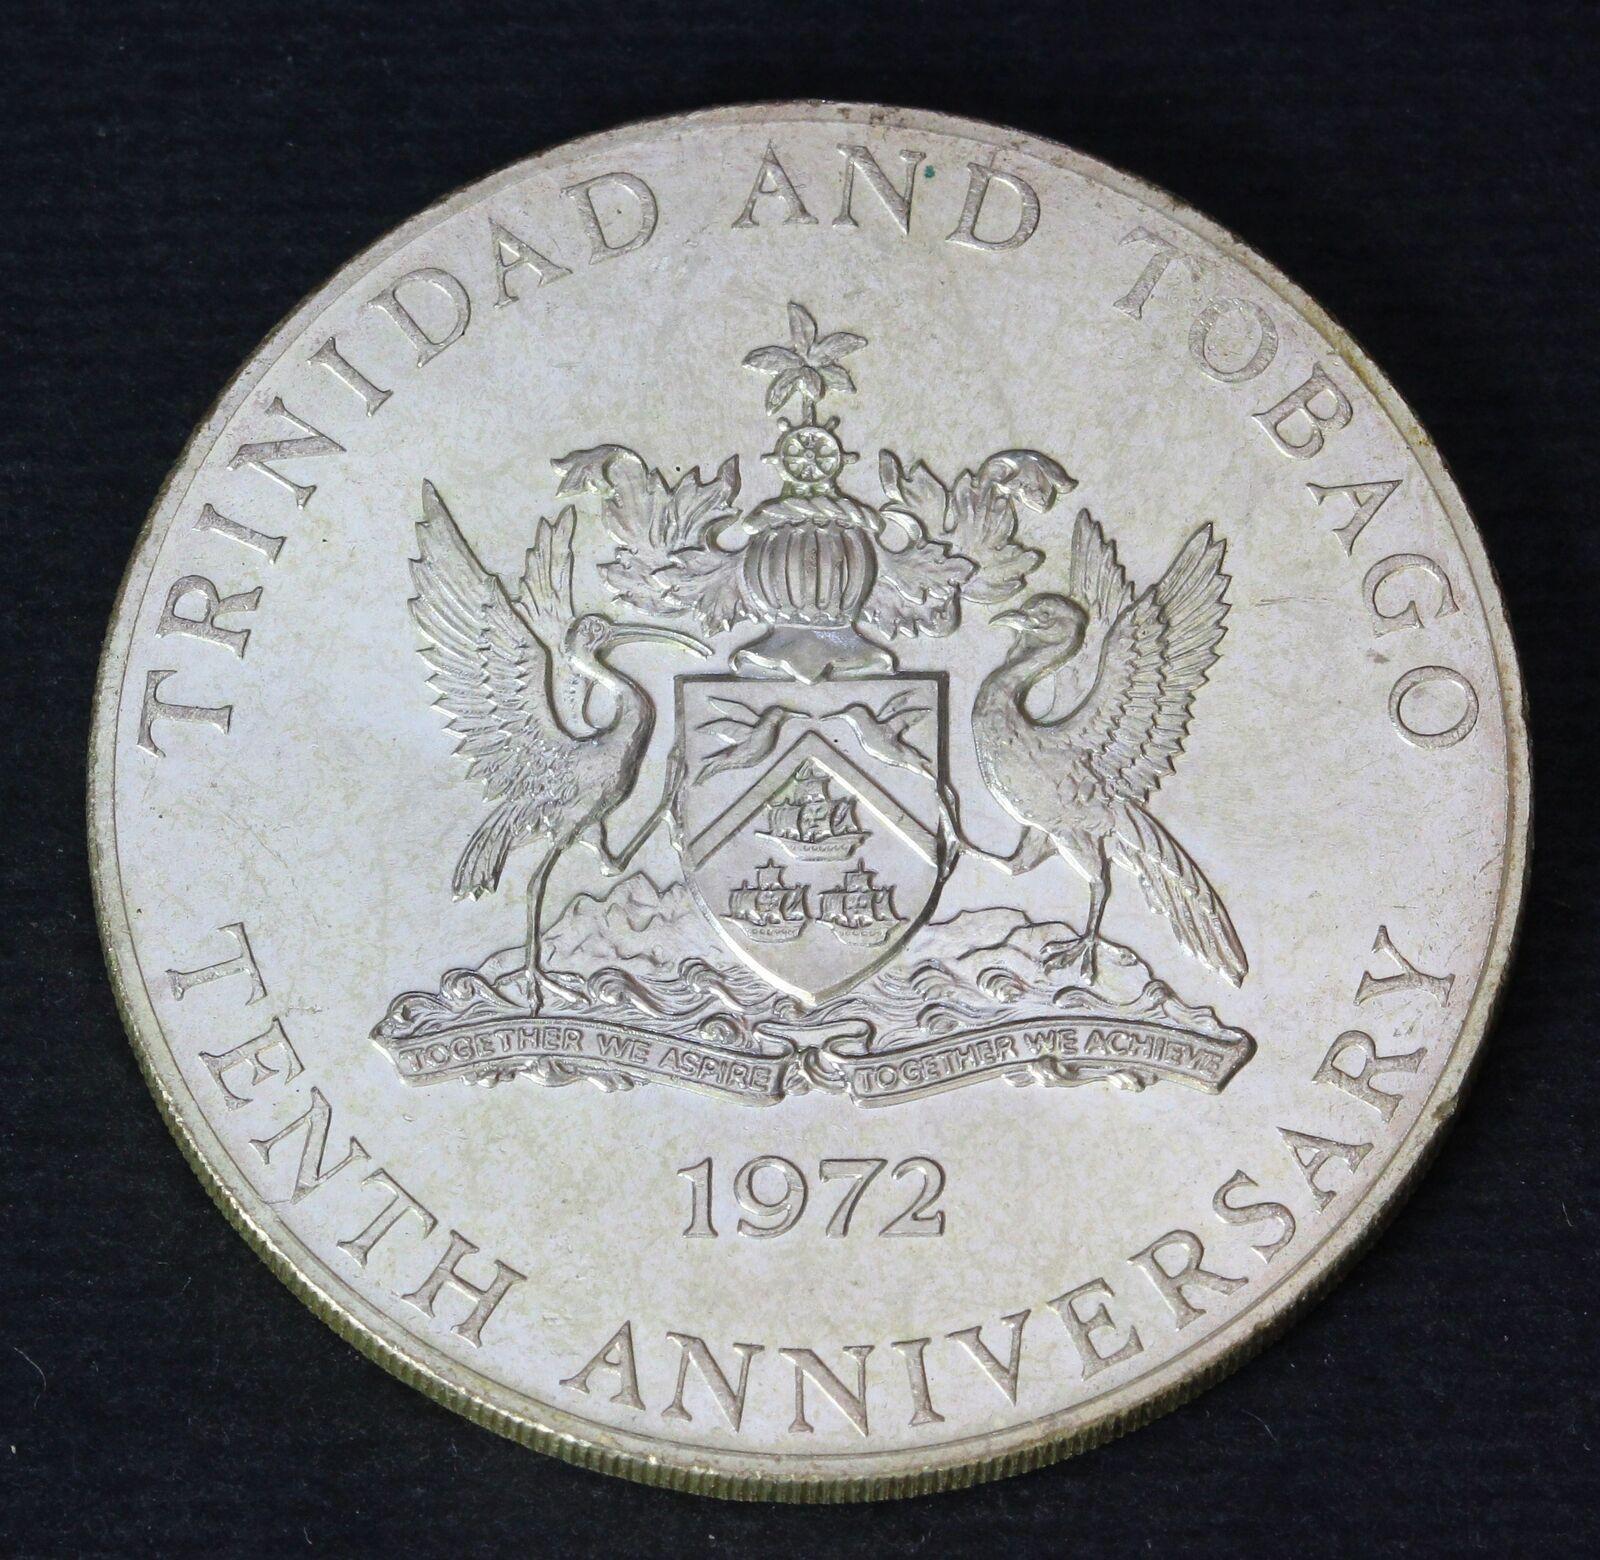 TRINIDAD AND TOBAGO
TOGETHER WE ASPIRE TOGETHER WE ACHIEVE
1972
TENTH ANNIVERSARY